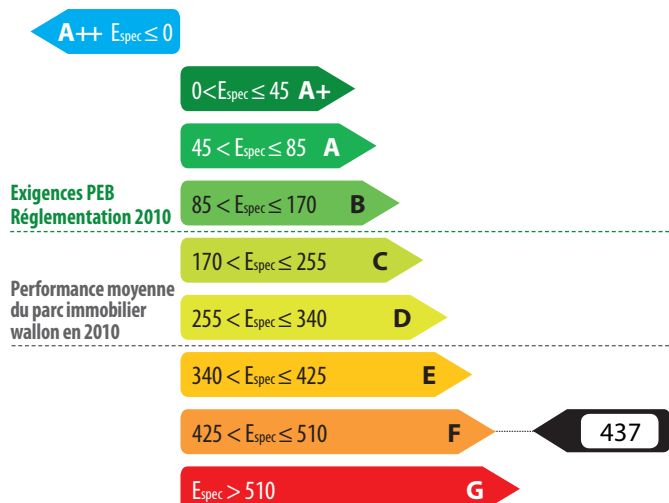 A++ Espec ≤ 0
0<Espec ≤ 45 A+
45 < Espec ≤ 85 A
Exigences PEB
Réglementation 2010
85 < Espec ≤ 170 B
170 < Espec ≤ 255 C
Performance moyenne
du parc immobilier
wallon en 2010
255 < Espec ≤ 340 D
340 < Espec ≤ 425 E
425 < Espec ≤ 510 F
437
Espec > 510 G